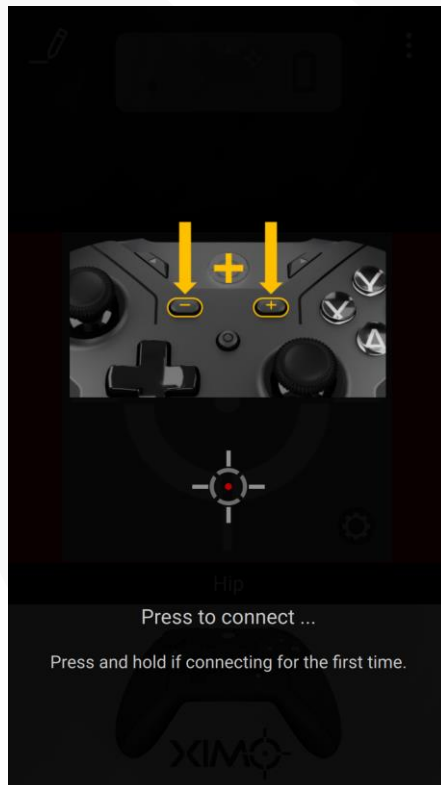 −
+
Y
X
A
Hip
Press to connect ...
Press and hold if connecting for the first time.
XIM